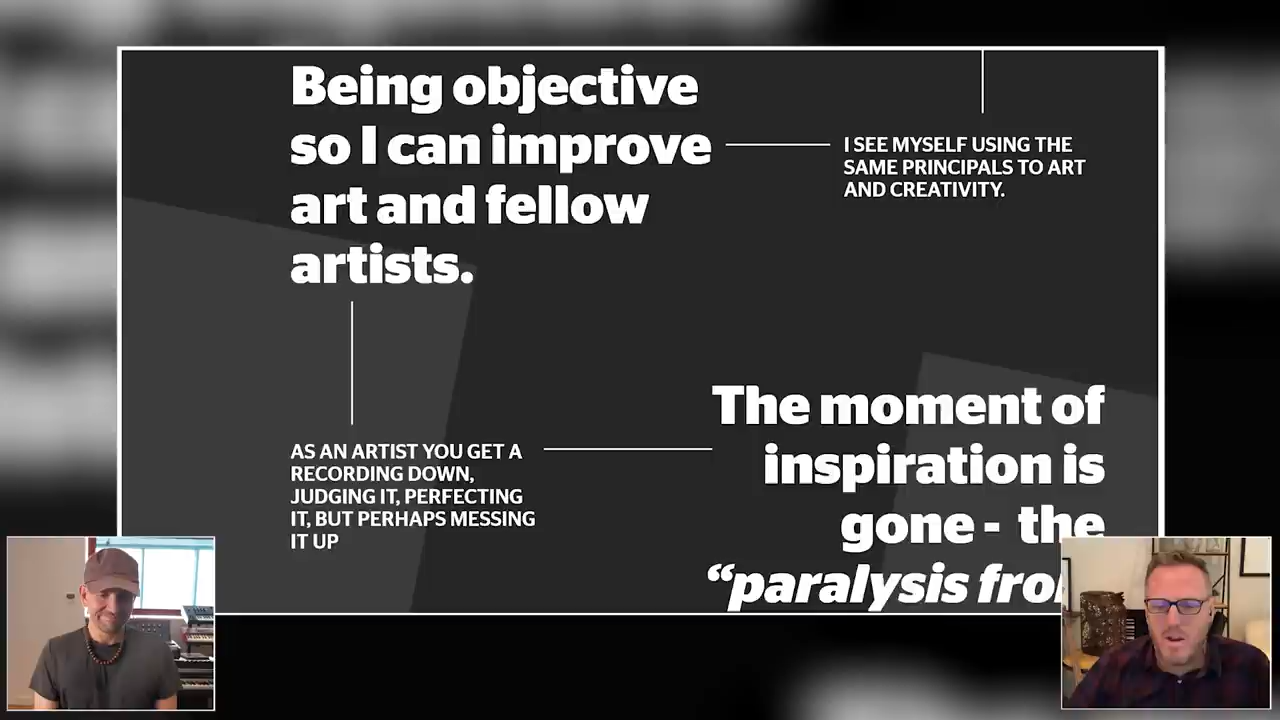 Being objective
so I can improve
art and fellow
artists.
I SEE MYSELF USING THE
SAME PRINCIPALS TO ART
AND CREATIVITY.
AS AN ARTIST YOU GET A
RECORDING DOWN,
JUDGING IT, PERFECTING
IT, BUT PERHAPS MESSING
IT UP
The moment of
inspiration is
gone - the
“paralysis